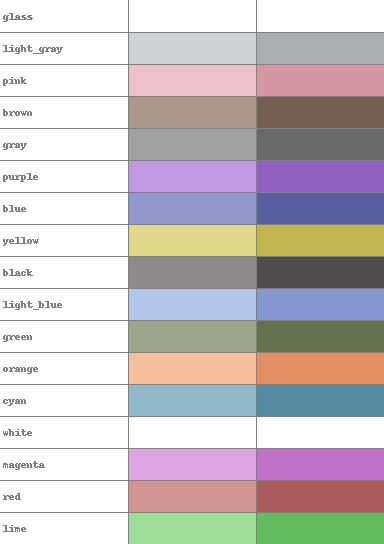 glass
light_gray
pink
brown
gray
purple
blue
yellow
black
light_blue
green
orange
cyan
white
magenta
red
lime